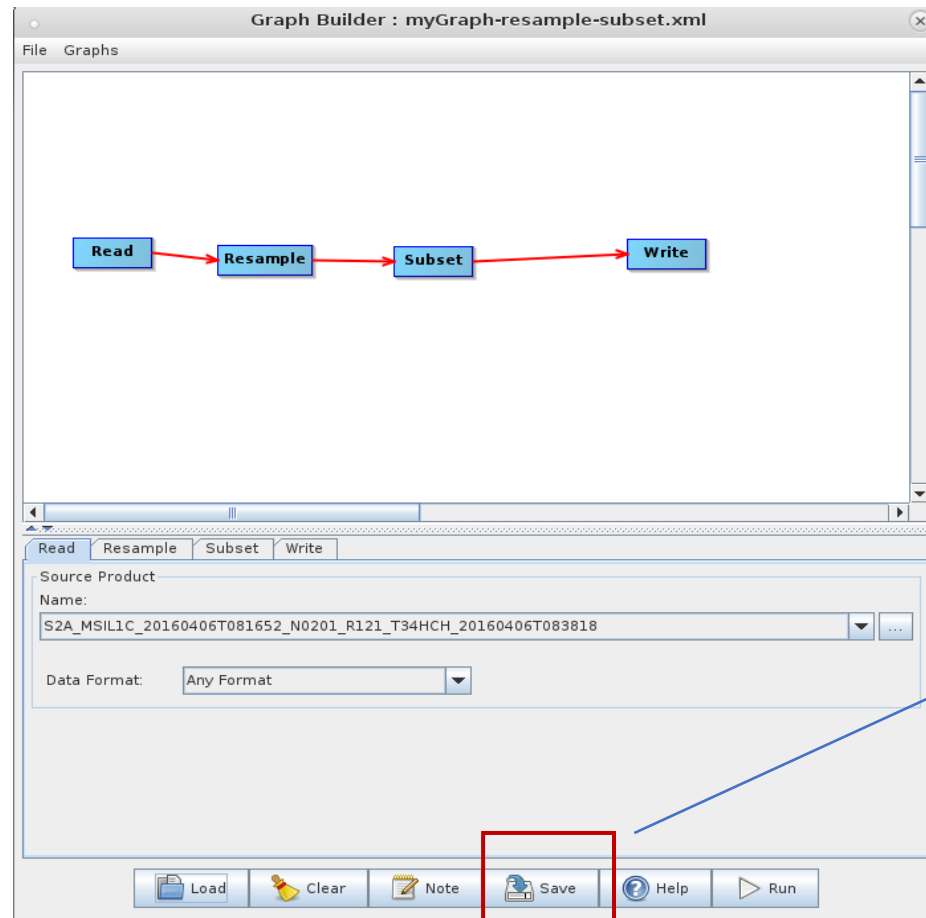 Graph Builder : myGraph-resample-subset.xml
File Graphs
Read Resample Subset Write
Read Resample Subset Write
Source Product
Name:
S2A_MSIL1C_20160406T081652_N0201_R121_T34HCH_20160406T083818 ...
Data Format: Any Format
Load Clear Note Save Help Run